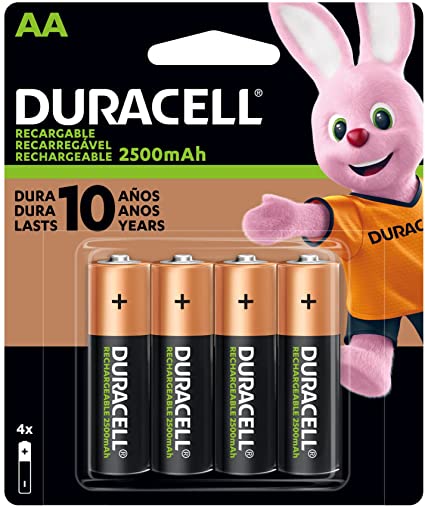 AA
DURACELL®
RECARGABLE
RECARREGÁVEL
RECHARGEABLE 2500mAh
DURA 10 AÑOS
DURA ANOS
LASTS YEARS
DURAC
+ + + +
DURACELL
RECHARGEABLE 2500mAh
DURACELL
RECHARGEABLE 2500mAh
DURACELL
RECHARGEABLE 2500mAh
DURACELL
RECHARGEABLE 2500mAh
4x
+
-